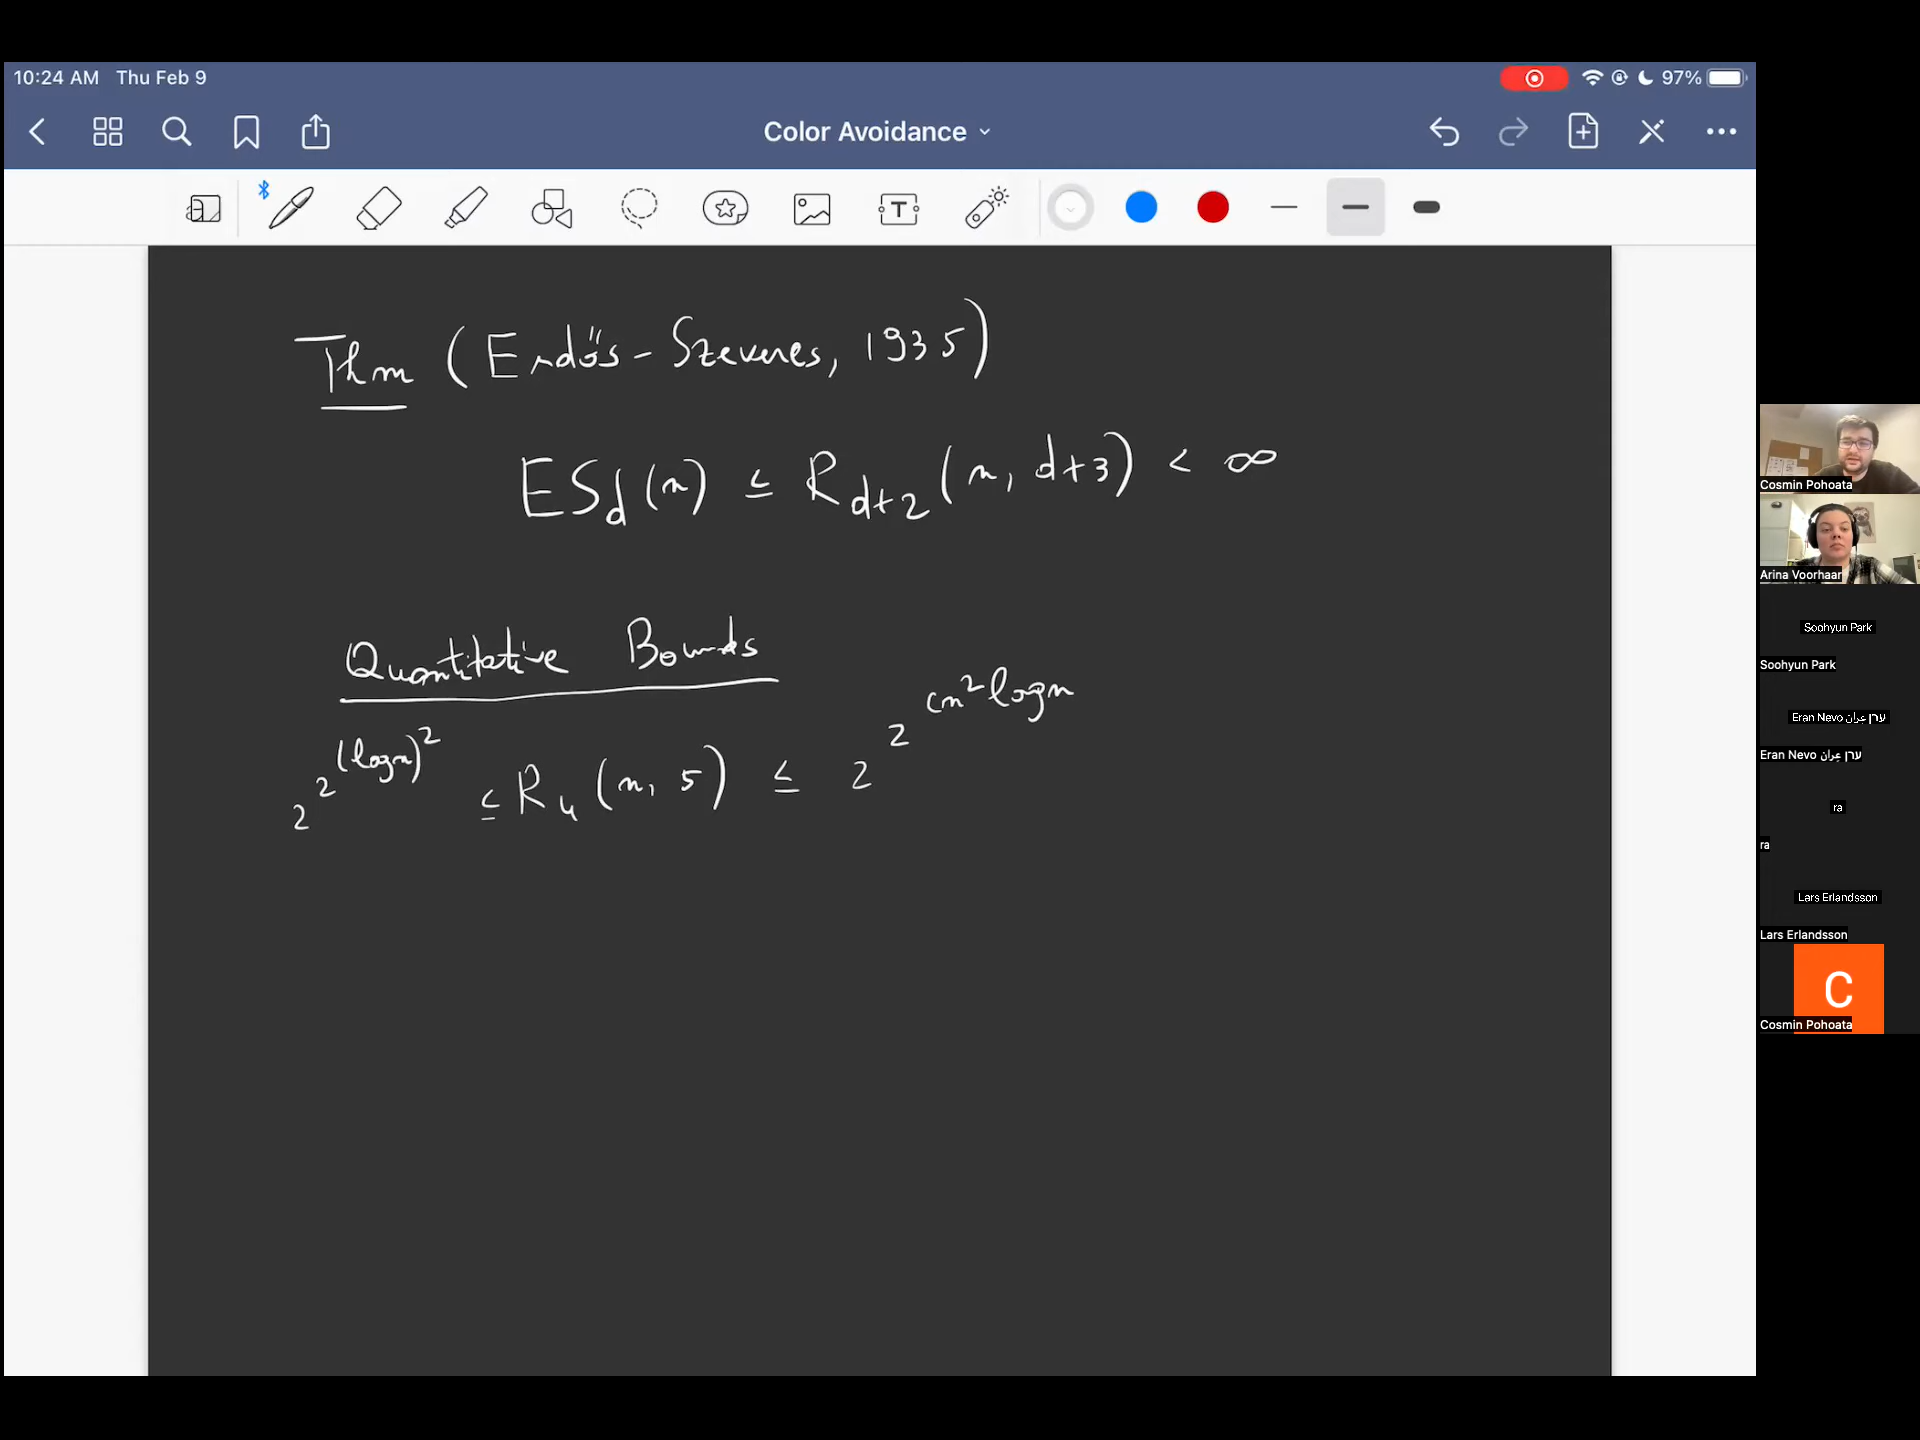 10:24 AM Thu Feb 9
97%
Color Avoidance
T
Thm (Erdős - Szekeres, 1935)
ES_d(n) ≤ R_{d+2}(n, d+3) < ∞
Quantitative Bounds
2^{2^{(log n)^2}} ≤ R_4(n, 5) ≤ 2^{2^{cn^2 log n}}
Cosmin Pohoata
Arina Voorhaar
Soohyun Park
Soohyun Park
Eran Nevo ערן عران
Eran Nevo ערן عران
ra
ra
Lars Erlandsson
Lars Erlandsson
C
Cosmin Pohoata